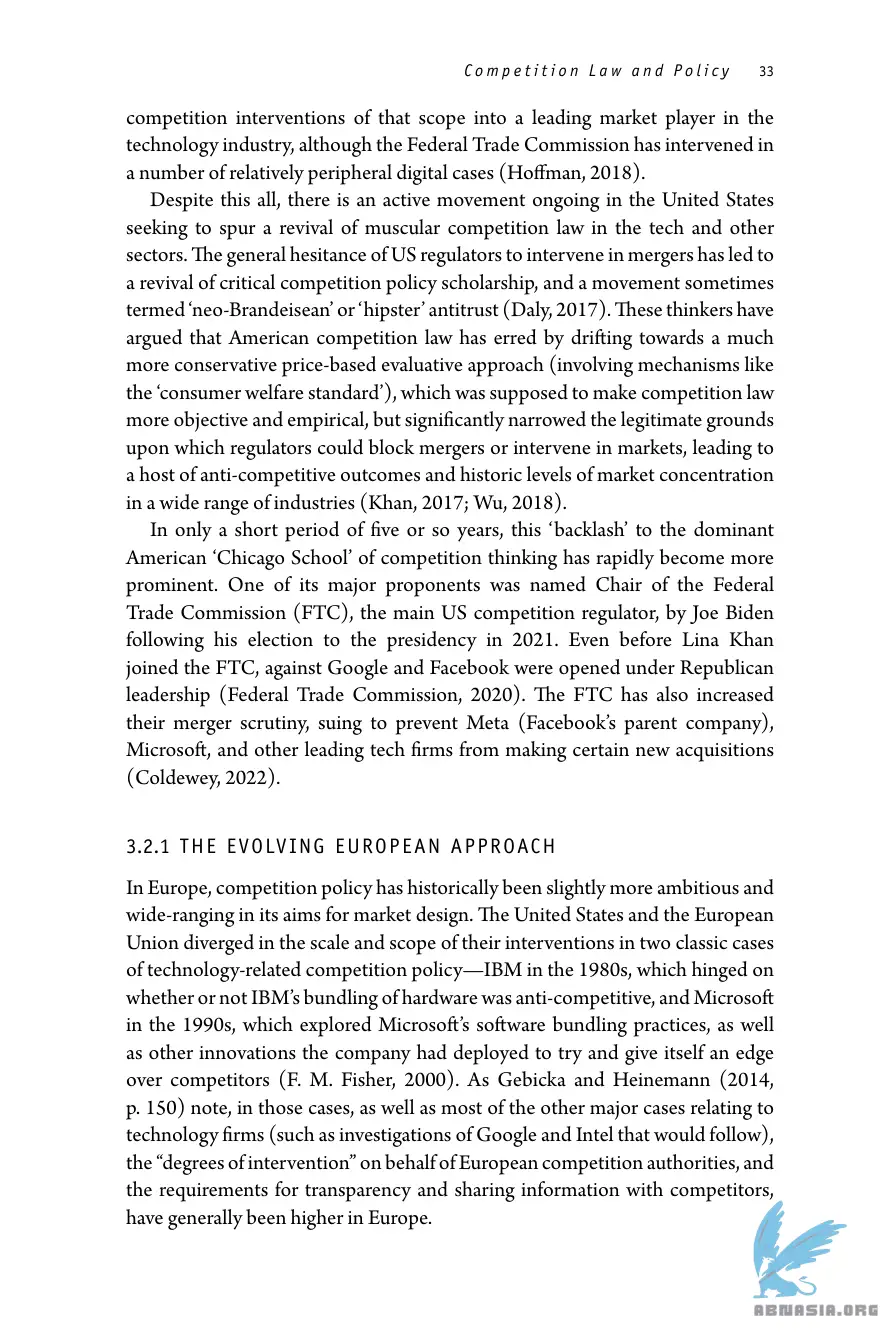 Competition Law and Policy 33
competition interventions of that scope into a leading market player in the
technology industry, although the Federal Trade Commission has intervened in
a number of relatively peripheral digital cases (Hoffman, 2018).
Despite this all, there is an active movement ongoing in the United States
seeking to spur a revival of muscular competition law in the tech and other
sectors. The general hesitance of US regulators to intervene in mergers has led to
a revival of critical competition policy scholarship, and a movement sometimes
termed ‘neo-Brandeisean’ or ‘hipster’ antitrust (Daly, 2017). These thinkers have
argued that American competition law has erred by drifting towards a much
more conservative price-based evaluative approach (involving mechanisms like
the ‘consumer welfare standard’), which was supposed to make competition law
more objective and empirical, but significantly narrowed the legitimate grounds
upon which regulators could block mergers or intervene in markets, leading to
a host of anti-competitive outcomes and historic levels of market concentration
in a wide range of industries (Khan, 2017; Wu, 2018).
In only a short period of five or so years, this ‘backlash’ to the dominant
American ‘Chicago School’ of competition thinking has rapidly become more
prominent. One of its major proponents was named Chair of the Federal
Trade Commission (FTC), the main US competition regulator, by Joe Biden
following his election to the presidency in 2021. Even before Lina Khan
joined the FTC, against Google and Facebook were opened under Republican
leadership (Federal Trade Commission, 2020). The FTC has also increased
their merger scrutiny, suing to prevent Meta (Facebook’s parent company),
Microsoft, and other leading tech firms from making certain new acquisitions
(Coldewey, 2022).
3.2.1 THE EVOLVING EUROPEAN APPROACH
In Europe, competition policy has historically been slightly more ambitious and
wide-ranging in its aims for market design. The United States and the European
Union diverged in the scale and scope of their interventions in two classic cases
of technology-related competition policy—IBM in the 1980s, which hinged on
whether or not IBM’s bundling of hardware was anti-competitive, and Microsoft
in the 1990s, which explored Microsoft’s software bundling practices, as well
as other innovations the company had deployed to try and give itself an edge
over competitors (F. M. Fisher, 2000). As Gebicka and Heinemann (2014,
p. 150) note, in those cases, as well as most of the other major cases relating to
technology firms (such as investigations of Google and Intel that would follow),
the “degrees of intervention” on behalf of European competition authorities, and
the requirements for transparency and sharing information with competitors,
have generally been higher in Europe.
ABNASIA.ORG